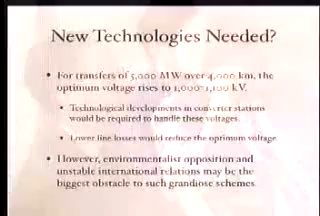 New Technologies Needed?
• For transfers of 5,000 MW over 4,000 km, the
optimum voltage rises to 1,000-1,100 kV.
• Technological developments in converter stations
would be required to handle these voltages.
• Lower line losses would reduce the optimum voltage
• However, environmentalist opposition and
unstable international relations may be the
biggest obstacle to such grandiose schemes